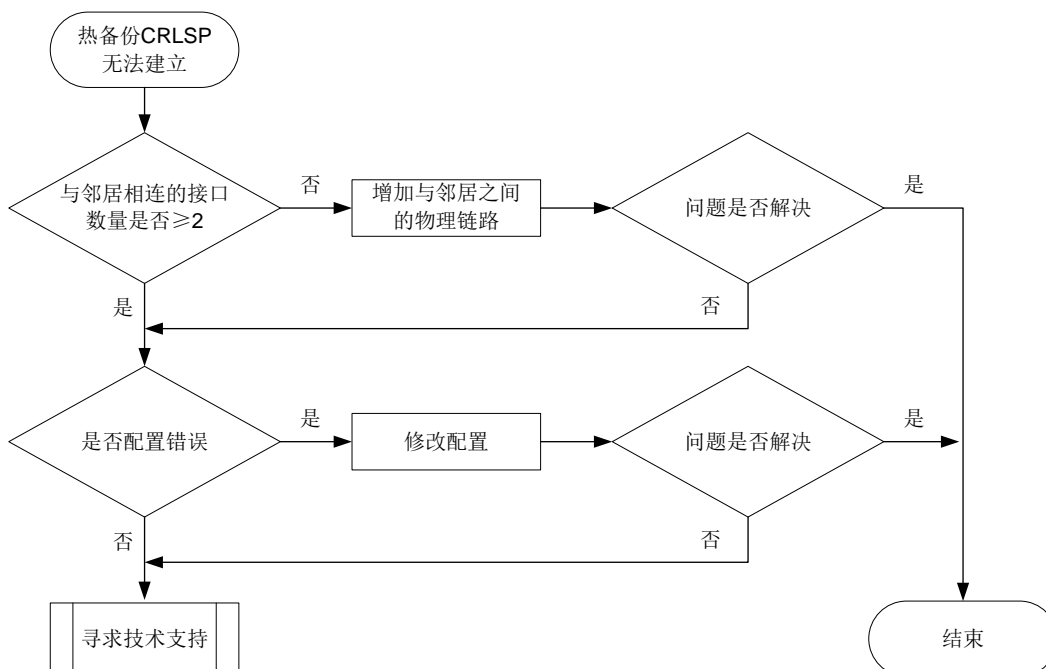 热备份CRLSP
无法建立
与邻居相连的接口
数量是否≥2
否
增加与邻居之间
的物理链路
问题是否解决
是
是
否
是否配置错误
是
修改配置
问题是否解决
是
否
否
寻求技术支持
结束